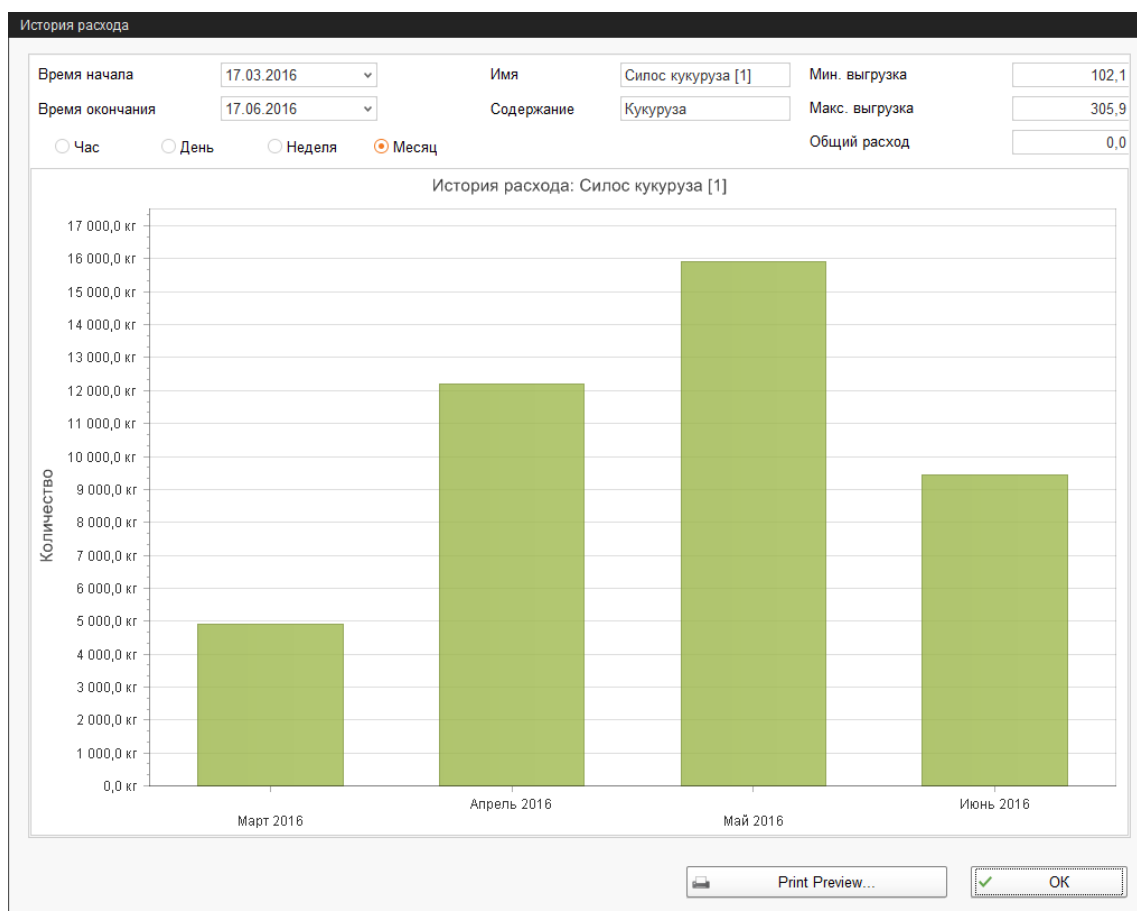 История расхода
Время начала 17.03.2016 Имя Силос кукуруза [1] Мин. выгрузка 102,1
Время окончания 17.06.2016 Содержание Кукуруза Макс. выгрузка 305,9
Час День Неделя Месяц Общий расход 0,0
История расхода: Силос кукуруза [1]
17 000,0 кг
16 000,0 кг
15 000,0 кг
14 000,0 кг
13 000,0 кг
12 000,0 кг
11 000,0 кг
10 000,0 кг
9 000,0 кг
8 000,0 кг
7 000,0 кг
6 000,0 кг
5 000,0 кг
4 000,0 кг
3 000,0 кг
2 000,0 кг
1 000,0 кг
0,0 кг
Количество
Март 2016 Апрель 2016 Май 2016 Июнь 2016
Print Preview... OK